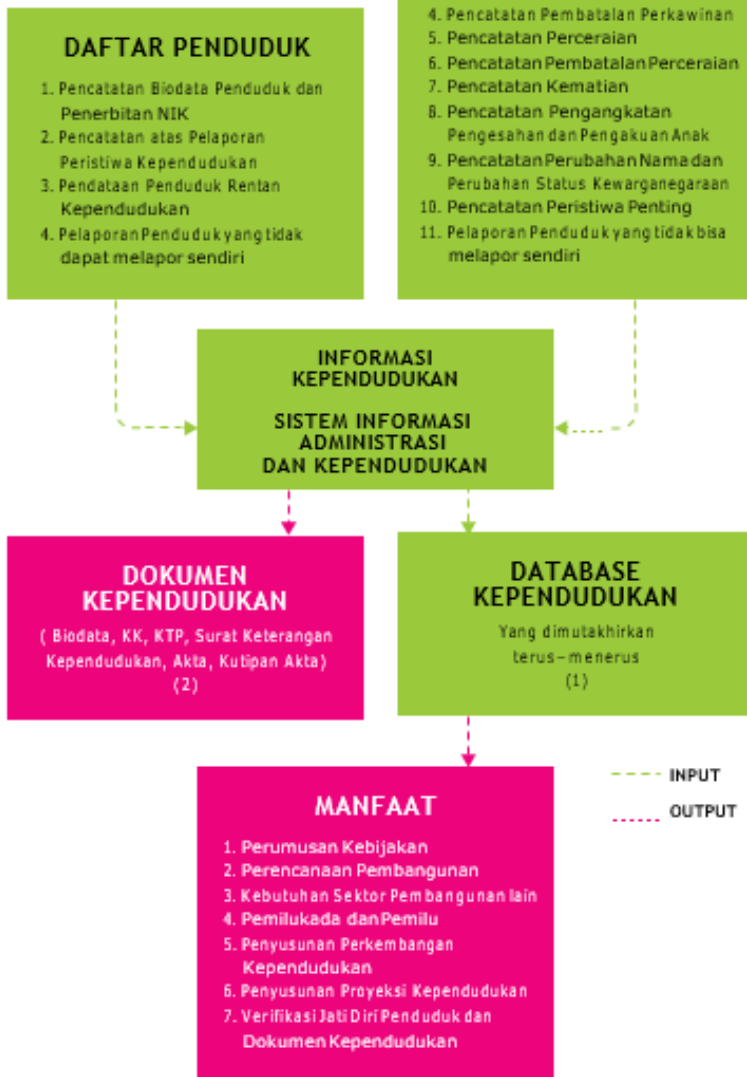 DAFTAR PENDUDUK
1. Pencatatan Biodata Penduduk dan
Penerbitan NIK
2. Pencatatan atas Pelaporan
Peristiwa Kependudukan
3. Pendataan Penduduk Rentan
Kependudukan
4. Pelaporan Penduduk yang tidak
dapat melapor sendiri
4. Pencatatan Pembatalan Perkawinan
5. Pencatatan Perceraian
6. Pencatatan Pembatalan Perceraian
7. Pencatatan Kematian
8. Pencatatan Pengangkatan
Pengesahan dan Pengakuan Anak
9. Pencatatan Perubahan Nama dan
Perubahan Status Kewarganegaraan
10. Pencatatan Peristiwa Penting
11. Pelaporan Penduduk yang tidak bisa
melapor sendiri
INFORMASI
KEPENDUDUKAN
SISTEM INFORMASI
ADMINISTRASI
DAN KEPENDUDUKAN
DOKUMEN
KEPENDUDUKAN
( Biodata, KK, KTP, Surat Keterangan
Kependudukan, Akta, Kutipan Akta)
(2)
DATABASE
KEPENDUDUKAN
Yang dimutakhirkan
terus–menerus
(1)
MANFAAT
1. Perumusan Kebijakan
2. Perencanaan Pembangunan
3. Kebutuhan Sektor Pembangunan lain
4. Pemilukada dan Pemilu
5. Penyusunan Perkembangan
Kependudukan
6. Penyusunan Proyeksi Kependudukan
7. Verifikasi Jati Diri Penduduk dan
Dokumen Kependudukan
INPUT
OUTPUT